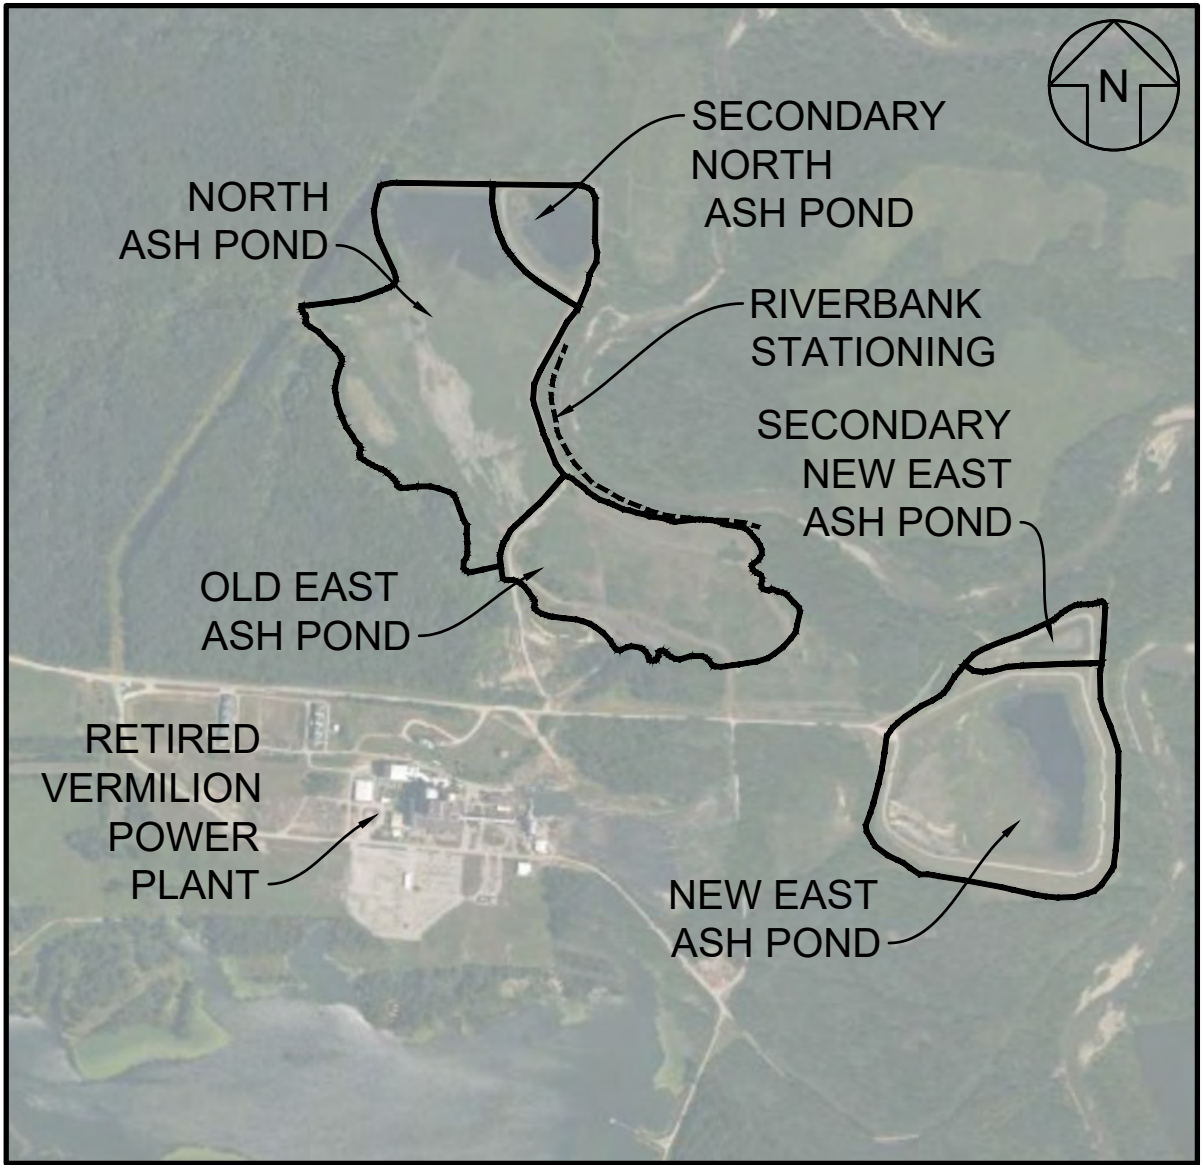 N
SECONDARY
NORTH
ASH POND
NORTH
ASH POND
RIVERBANK
STATIONING
SECONDARY
NEW EAST
ASH POND
OLD EAST
ASH POND
RETIRED
VERMILION
POWER
PLANT
NEW EAST
ASH POND